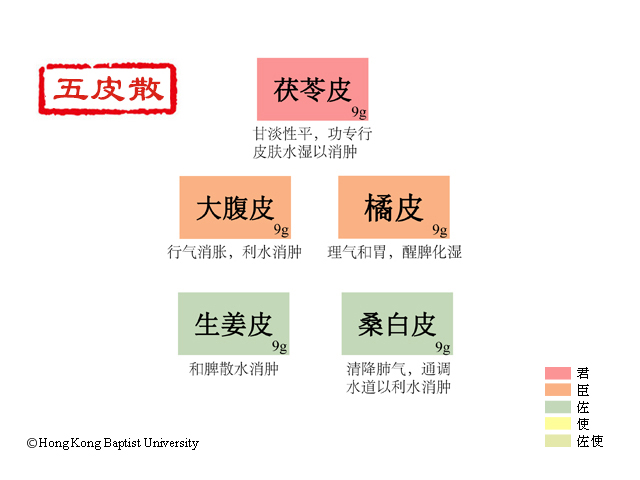 五皮散
茯苓皮
9g
甘淡性平，功专行
皮肤水湿以消肿
大腹皮
9g
行气消胀，利水消肿
橘皮
9g
理气和胃，醒脾化湿
生姜皮
9g
和脾散水消肿
桑白皮
9g
清降肺气，通调
水道以利水消肿
君
臣
佐
使
佐使
©Hong Kong Baptist University